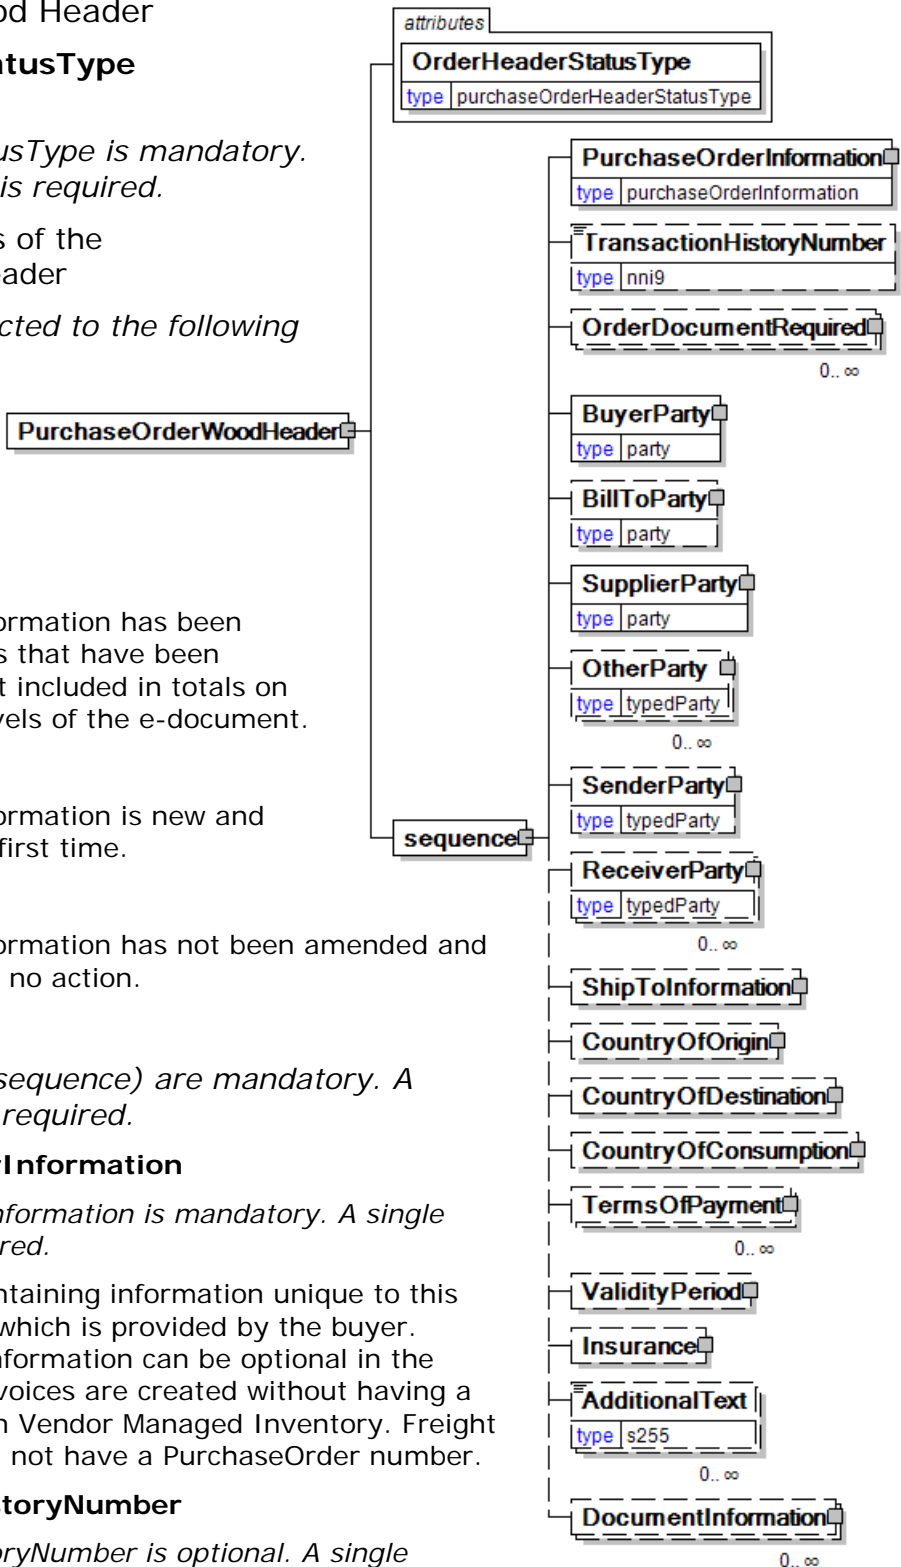 od Header
atusType
usType is mandatory.
is required.
s of the
eader
cted to the following
ormation has been
s that have been
t included in totals on
vels of the e-document.
ormation is new and
first time.
ormation has not been amended and
no action.
sequence) are mandatory. A
required.
rInformation
nformation is mandatory. A single
red.
ntaining information unique to this
which is provided by the buyer.
nformation can be optional in the
voices are created without having a
n Vendor Managed Inventory. Freight
not have a PurchaseOrder number.
storyNumber
oryNumber is optional. A single
PurchaseOrderWoodHeader
attributes
OrderHeaderStatusType
type purchaseOrderHeaderStatusType
sequence
PurchaseOrderInformation
type purchaseOrderInformation
TransactionHistoryNumber
type nni9
OrderDocumentRequired
0.. ∞
BuyerParty
type party
BillToParty
type party
SupplierParty
type party
OtherParty
type typedParty
0.. ∞
SenderParty
type typedParty
ReceiverParty
type typedParty
0.. ∞
ShipToInformation
CountryOfOrigin
CountryOfDestination
CountryOfConsumption
TermsOfPayment
0.. ∞
ValidityPeriod
Insurance
AdditionalText
type s255
0.. ∞
DocumentInformation
0.. ∞